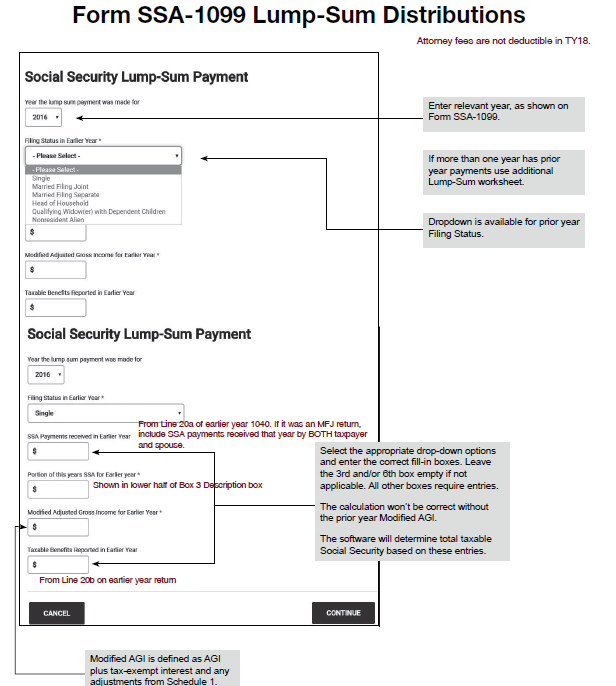 Form SSA-1099 Lump-Sum Distributions
Attorney fees are not deductible in TY18.
Social Security Lump-Sum Payment
Year the lump sum payment was made for
2016
Enter relevant year, as shown on
Form SSA-1099.
Filing Status in Earlier Year *
- Please Select -
- Please Select -
Single
Married Filing Joint
Married Filing Separate
Head of Household
Qualifying Widow(er) with Dependent Children
Nonresident Alien
If more than one year has prior
year payments use additional
Lump-Sum worksheet.
Dropdown is available for prior year
Filing Status.
$
Modified Adjusted Gross Income for Earlier Year *
$
Taxable Benefits Reported in Earlier Year
$
Social Security Lump-Sum Payment
Year the lump sum payment was made for
2016
Filing Status in Earlier Year *
Single
From Line 20a of earlier year 1040. If it was an MFJ return,
include SSA payments received that year by BOTH taxpayer
and spouse.
SSA Payments received in Earlier Year
$
Portion of this years SSA for Earlier year *
$
Shown in lower half of Box 3 Description box
Modified Adjusted Gross Income for Earlier Year *
$
Taxable Benefits Reported in Earlier Year
$
From Line 20b on earlier year return
Select the appropriate drop-down options
and enter the correct fill-in boxes. Leave
the 3rd and/or 6th box empty if not
applicable. All other boxes require entries.
The calculation won't be correct without
the prior year Modified AGI.
The software will determine total taxable
Social Security based on these entries.
CANCEL
CONTINUE
Modified AGI is defined as AGI
plus tax-exempt interest and any
adjustments from Schedule 1.